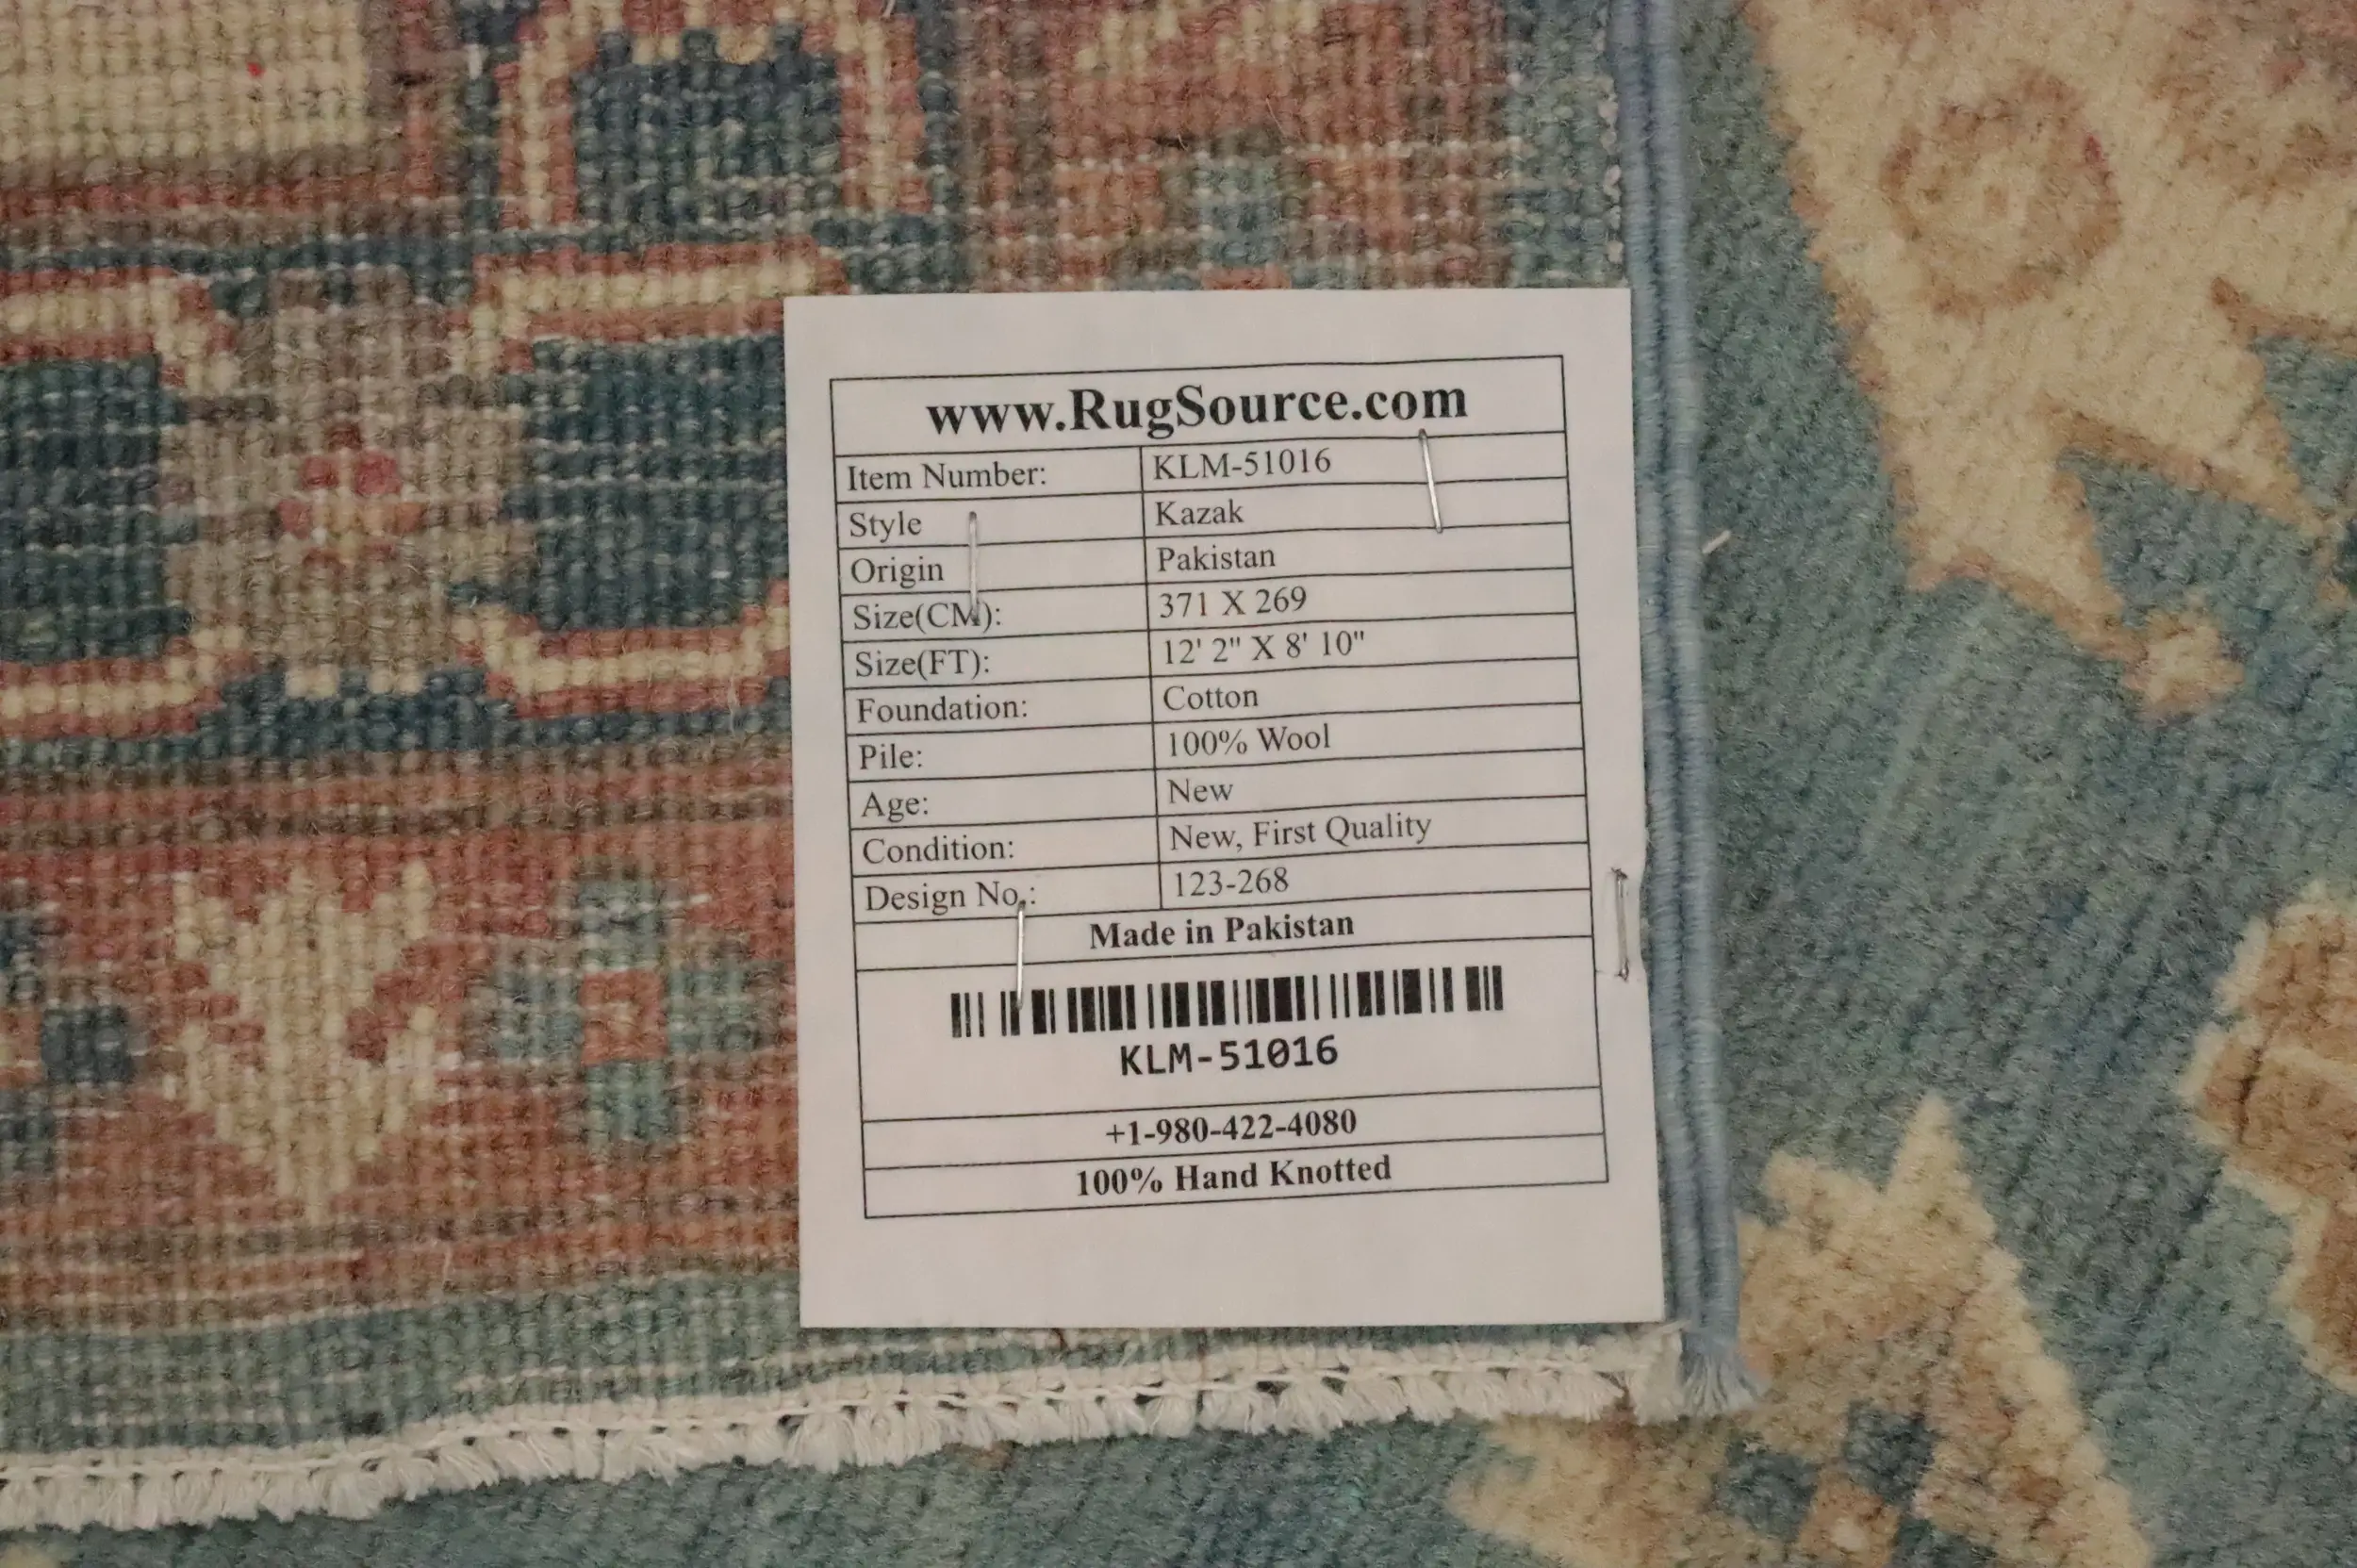 www.RugSource.com
Item Number: KLM-51016
Style Kazak
Origin Pakistan
Size(CM): 371 X 269
Size(FT): 12' 2" X 8' 10"
Foundation: Cotton
Pile: 100% Wool
Age: New
Condition: New, First Quality
Design No.: 123-268
Made in Pakistan
KLM-51016
+1-980-422-4080
100% Hand Knotted